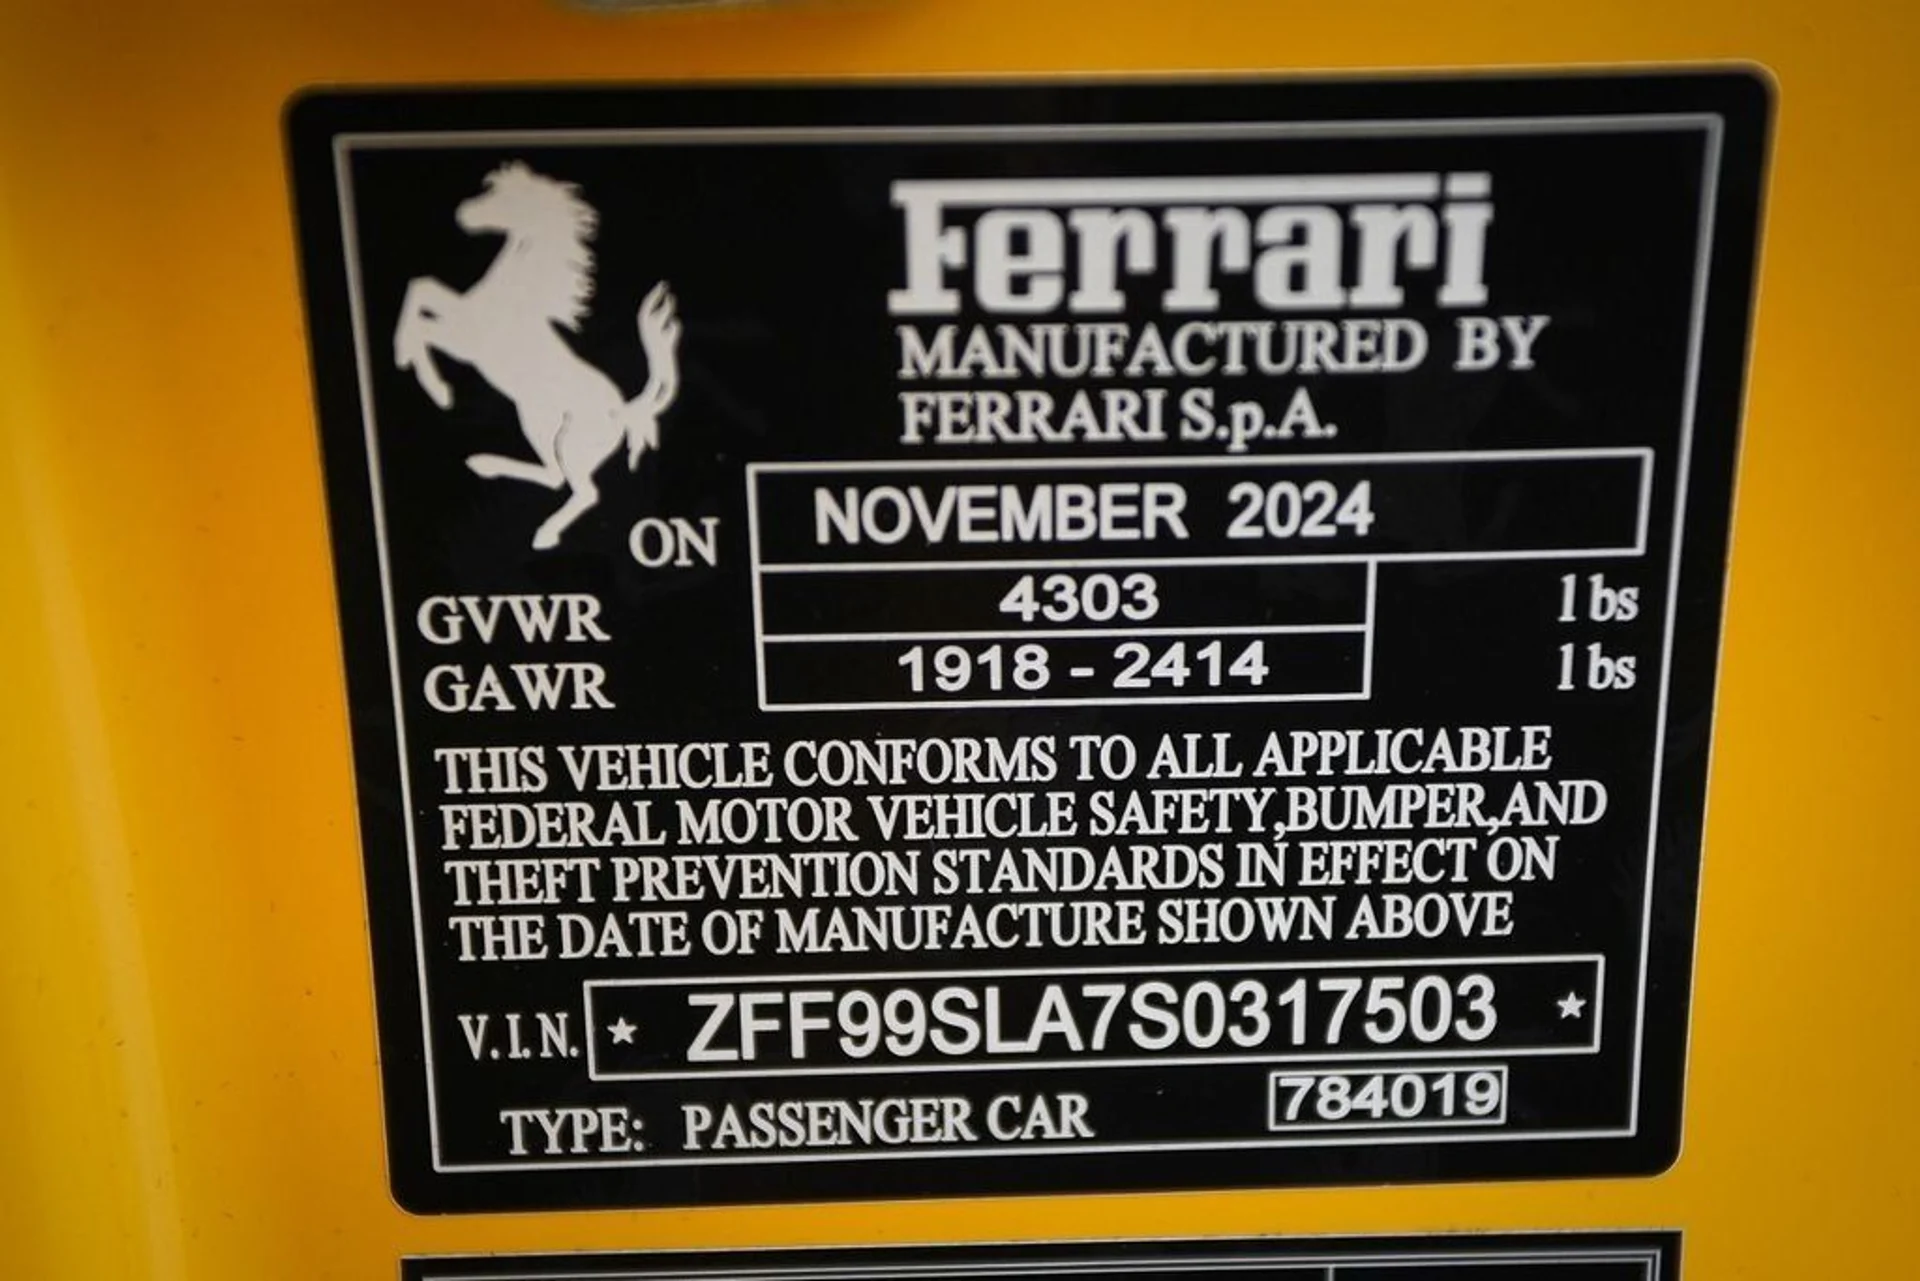 Ferrari
MANUFACTURED BY
FERRARI S.p.A.
ON NOVEMBER 2024
GVWR 4303 lbs
GAWR 1918 - 2414 lbs
THIS VEHICLE CONFORMS TO ALL APPLICABLE
FEDERAL MOTOR VEHICLE SAFETY,BUMPER,AND
THEFT PREVENTION STANDARDS IN EFFECT ON
THE DATE OF MANUFACTURE SHOWN ABOVE
V.I.N. ★ ZFF99SLA7S0317503 ★
TYPE: PASSENGER CAR 784019